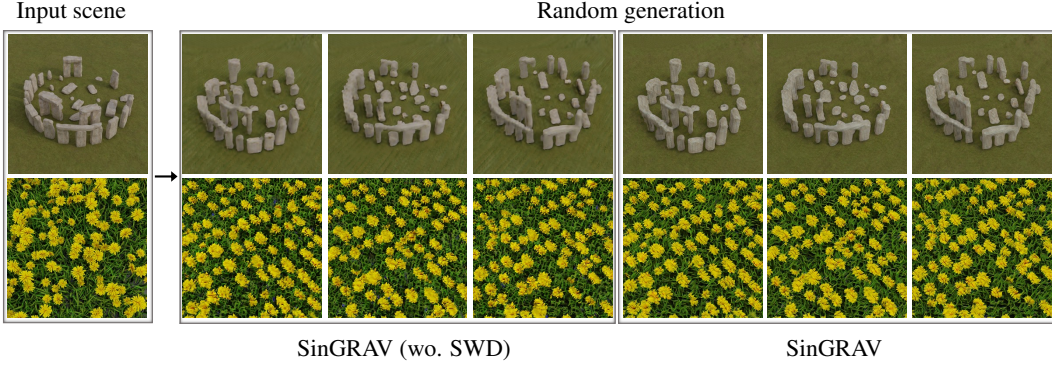 Input scene
Random generation
SinGRAV (wo. SWD)
SinGRAV